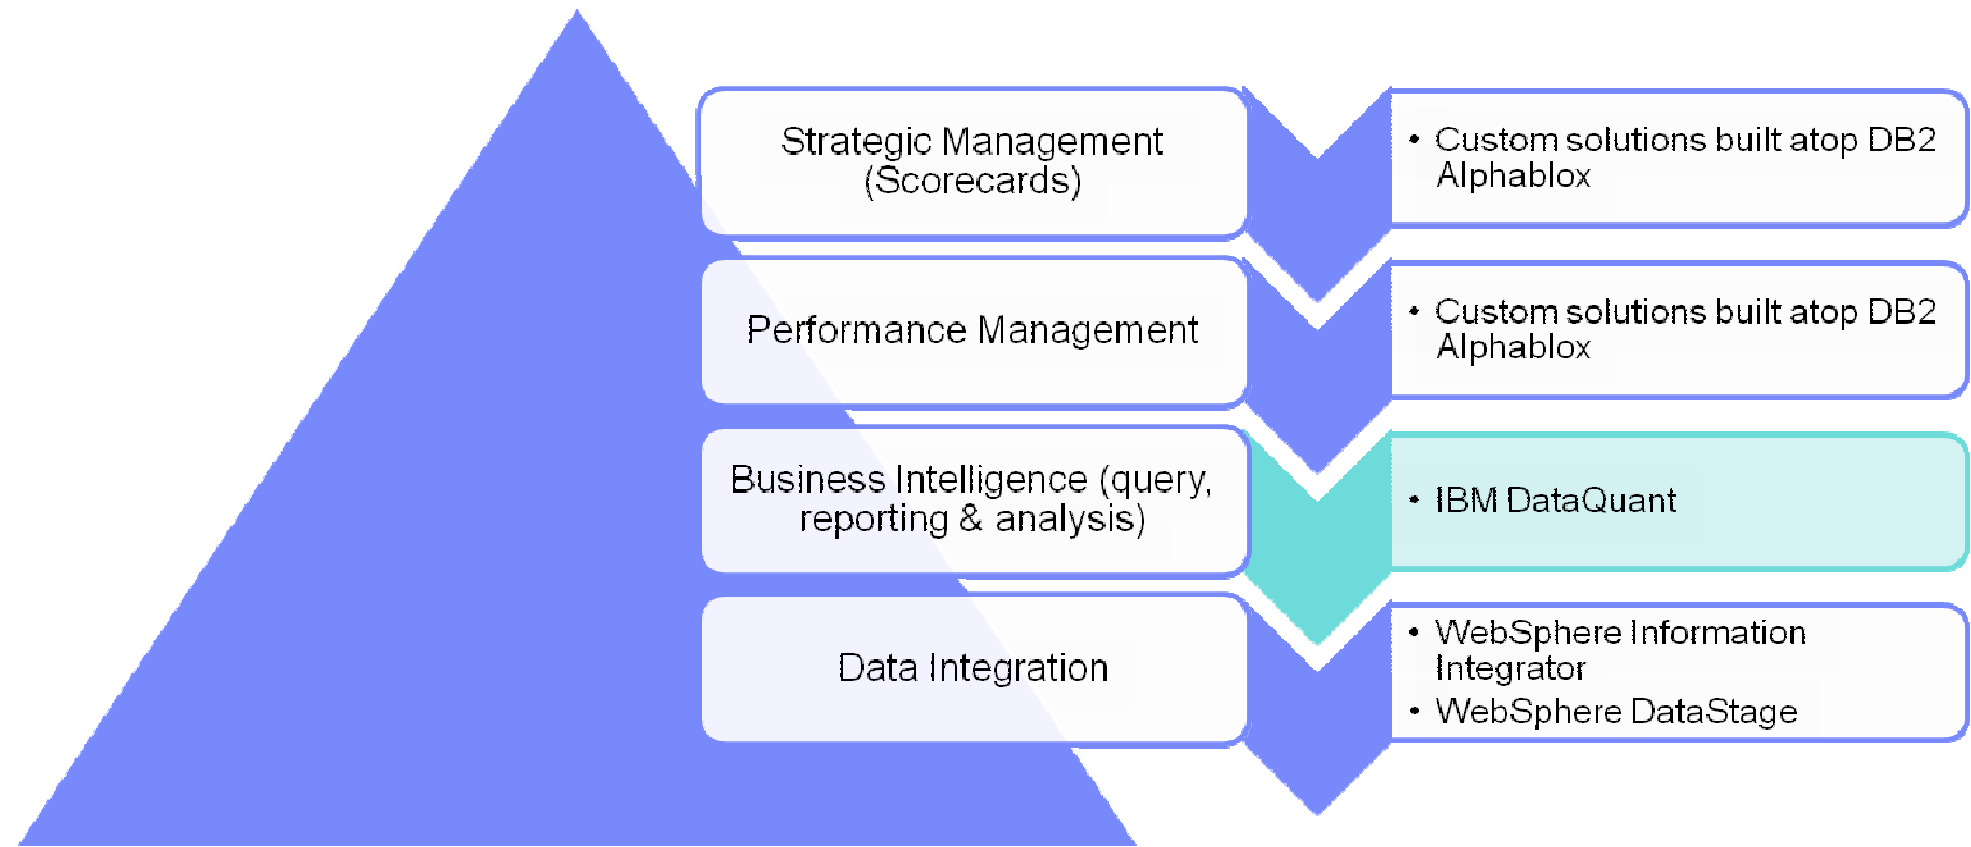 Strategic Management
(Scorecards)
• Custom solutions built atop DB2
Alphablox
Performance Management
• Custom solutions built atop DB2
Alphablox
Business Intelligence (query,
reporting & analysis)
• IBM DataQuant
Data Integration
• WebSphere Information
Integrator
• WebSphere DataStage